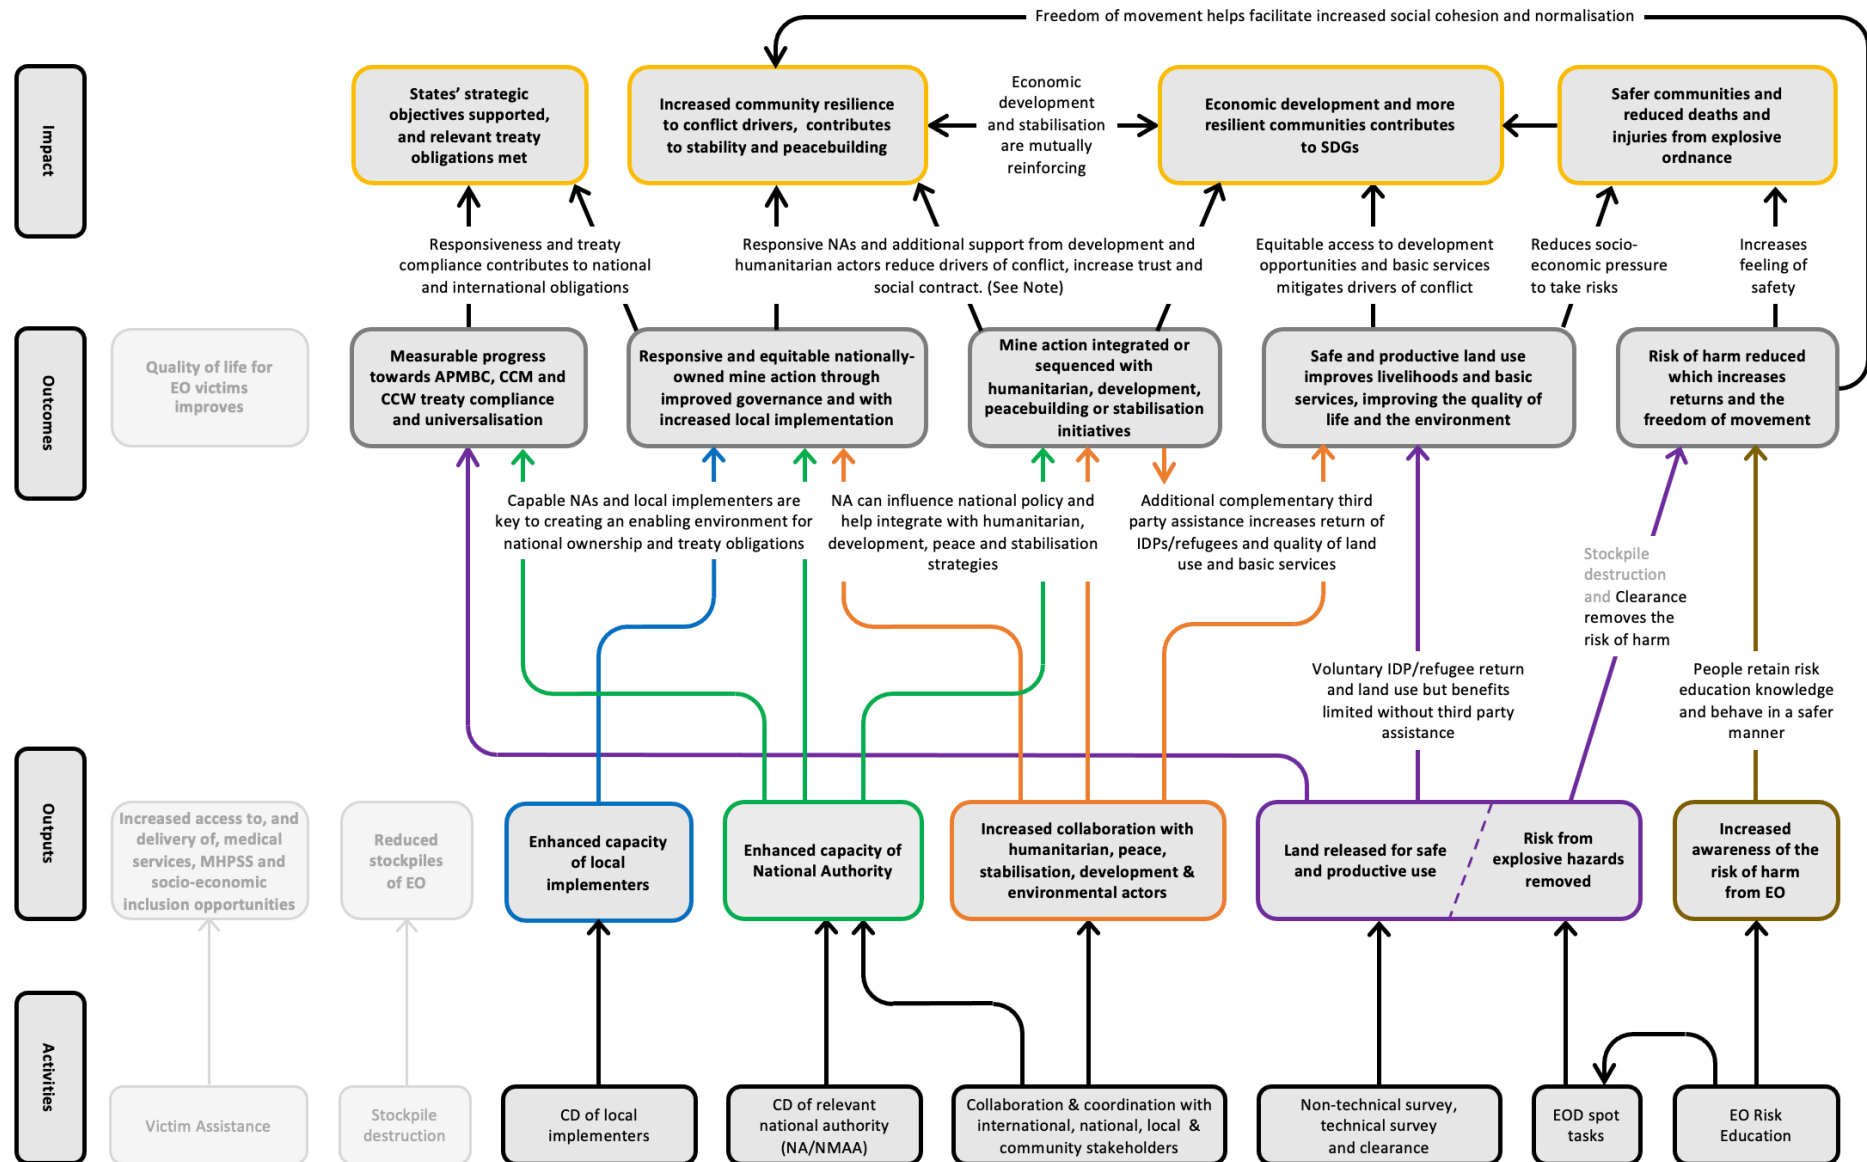 Freedom of movement helps facilitate increased social cohesion and normalisation
Impact
States’ strategic
objectives supported,
and relevant treaty
obligations met
Increased community resilience
to conflict drivers, contributes
to stability and peacebuilding
Economic
development
and stabilisation
are mutually
reinforcing
Economic development and more
resilient communities contributes
to SDGs
Safer communities and
reduced deaths and
injuries from explosive
ordnance
Responsiveness and treaty
compliance contributes to national
and international obligations
Responsive NAs and additional support from development and
humanitarian actors reduce drivers of conflict, increase trust and
social contract. (See Note)
Equitable access to development
opportunities and basic services
mitigates drivers of conflict
Reduces socio-
economic pressure
to take risks
Increases
feeling of
safety
Outcomes
Quality of life for
EO victims
improves
Measurable progress
towards APMBC, CCM and
CCW treaty compliance
and universalisation
Responsive and equitable nationally-
owned mine action through
improved governance and with
increased local implementation
Mine action integrated or
sequenced with
humanitarian, development,
peacebuilding or stabilisation
initiatives
Safe and productive land use
improves livelihoods and basic
services, improving the quality of
life and the environment
Risk of harm reduced
which increases
returns and the
freedom of movement
Capable NAs and local implementers are
key to creating an enabling environment for
national ownership and treaty obligations
NA can influence national policy and
help integrate with humanitarian,
development, peace and stabilisation
strategies
Additional complementary third
party assistance increases return of
IDPs/refugees and quality of land
use and basic services
Stockpile
destruction
and Clearance
removes the
risk of harm
Voluntary IDP/refugee return
and land use but benefits
limited without third party
assistance
People retain risk
education knowledge
and behave in a safer
manner
Outputs
Increased access to, and
delivery of, medical
services, MHPSS and
socio-economic
inclusion opportunities
Reduced
stockpiles
of EO
Enhanced capacity
of local
implementers
Enhanced capacity of
National Authority
Increased collaboration with
humanitarian, peace,
stabilisation, development &
environmental actors
Land released for safe
and productive use
Risk from
explosive hazards
removed
Increased
awareness of the
risk of harm
from EO
Activities
Victim Assistance
Stockpile
destruction
CD of local
implementers
CD of relevant
national authority
(NA/NMAA)
Collaboration & coordination with
international, national, local &
community stakeholders
Non-technical survey,
technical survey
and clearance
EOD spot
tasks
EO Risk
Education